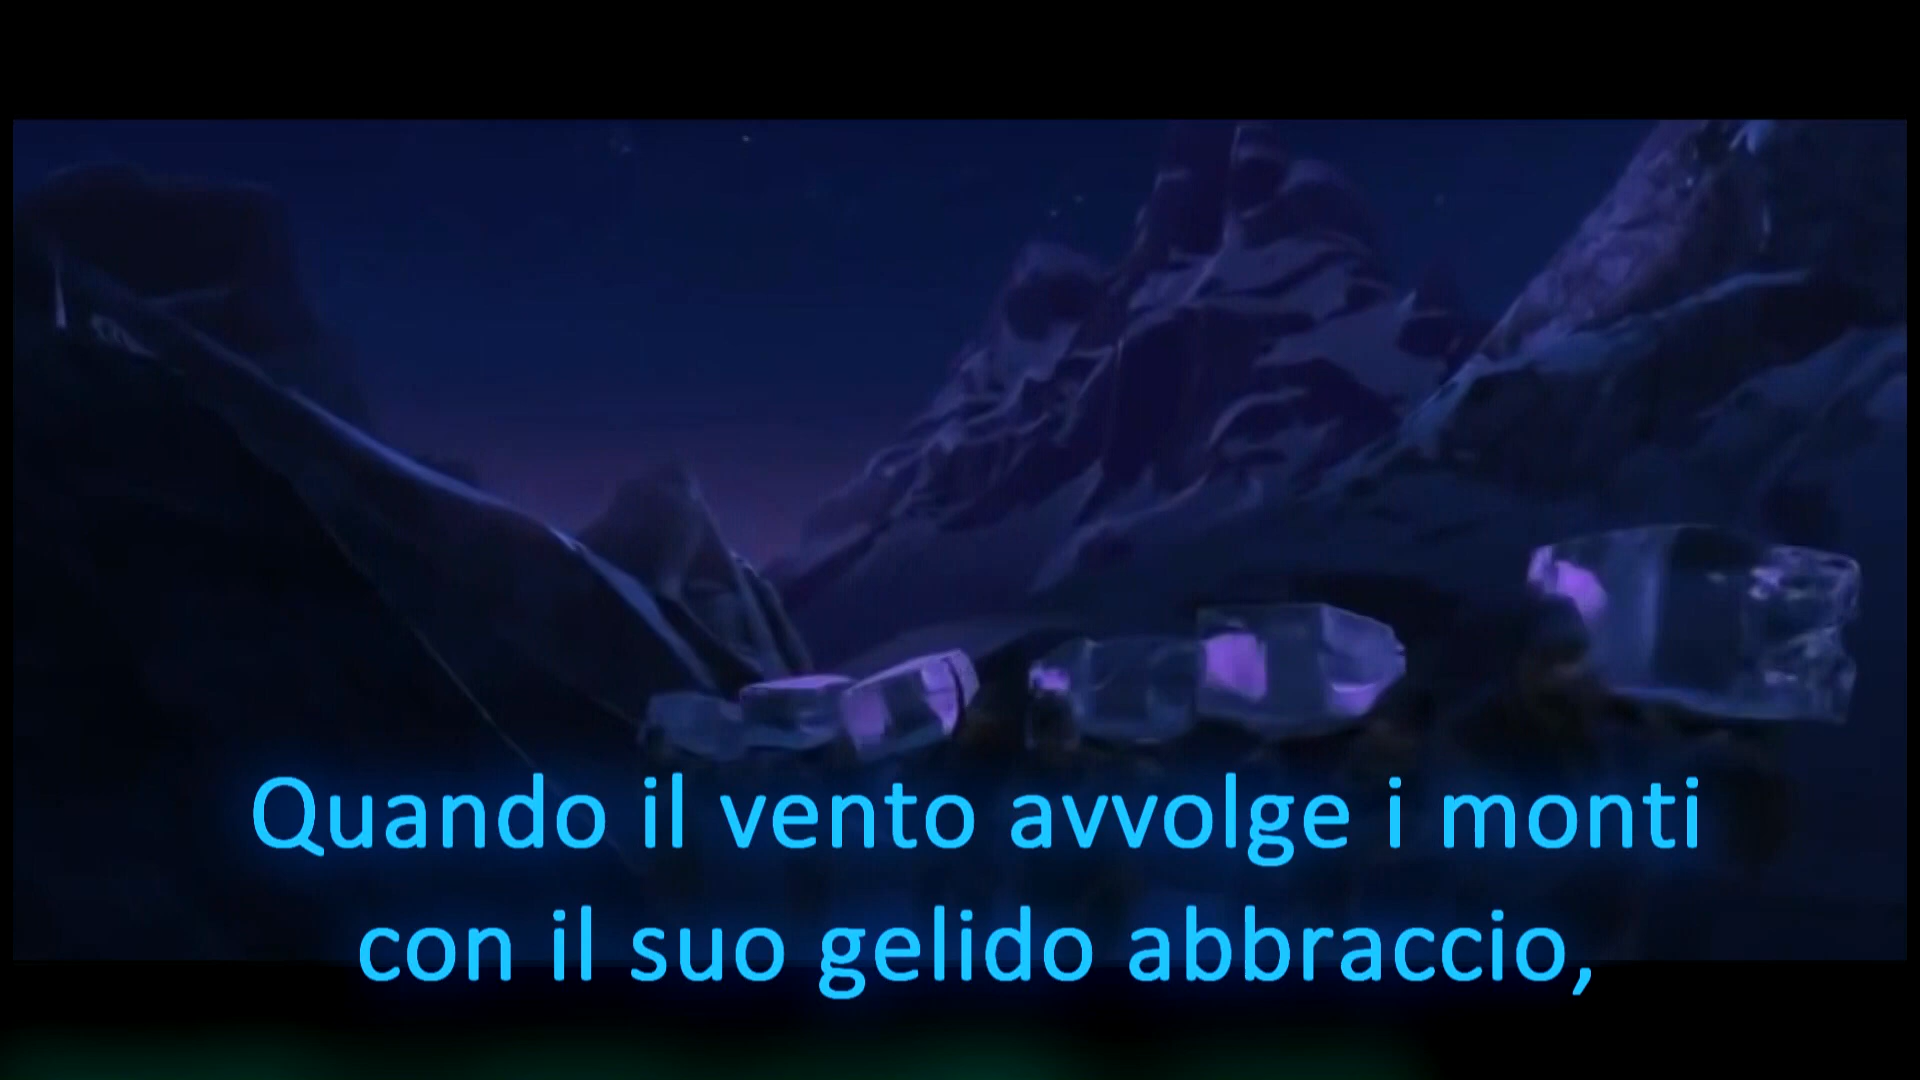 Quando il vento avvolge i monti
con il suo gelido abbraccio,